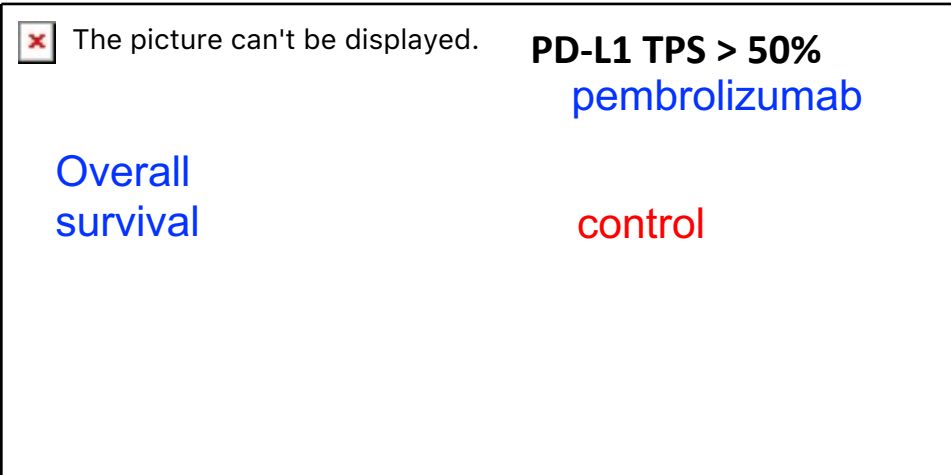 The picture can't be displayed.
PD-L1 TPS > 50%
pembrolizumab
Overall
survival
control